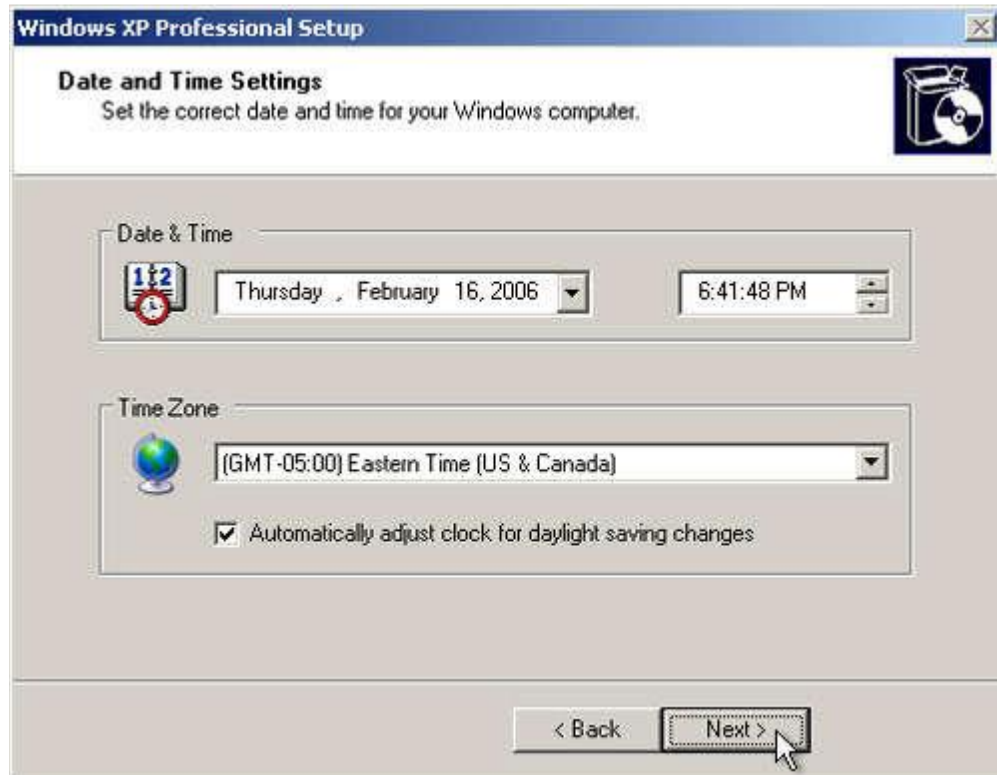 Windows XP Professional Setup
Date and Time Settings
Set the correct date and time for your Windows computer.
Date & Time
1 12
Thursday , February 16, 2006
6:41:48 PM
Time Zone
(GMT-05:00) Eastern Time (US & Canada)
Automatically adjust clock for daylight saving changes
< Back
Next >